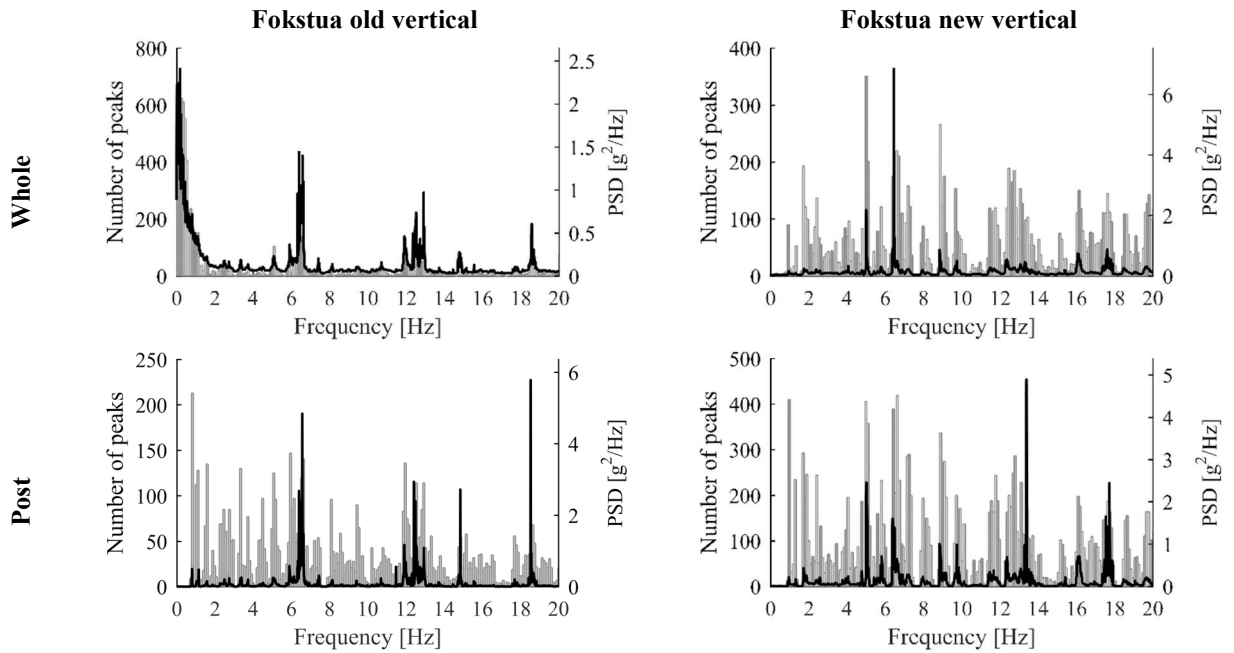 Fokstua old vertical
Fokstua new vertical
Whole
Number of peaks
800
600
400
200
0
2.5
2
1.5
1
0.5
0
PSD [g²/Hz]
0 2 4 6 8 10 12 14 16 18 20
Frequency [Hz]
Number of peaks
400
300
200
100
0
6
4
2
0
PSD [g²/Hz]
0 2 4 6 8 10 12 14 16 18 20
Frequency [Hz]
Post
Number of peaks
250
200
150
100
50
0
6
4
2
0
PSD [g²/Hz]
0 2 4 6 8 10 12 14 16 18 20
Frequency [Hz]
Number of peaks
500
400
300
200
100
0
5
4
3
2
1
0
PSD [g²/Hz]
0 2 4 6 8 10 12 14 16 18 20
Frequency [Hz]